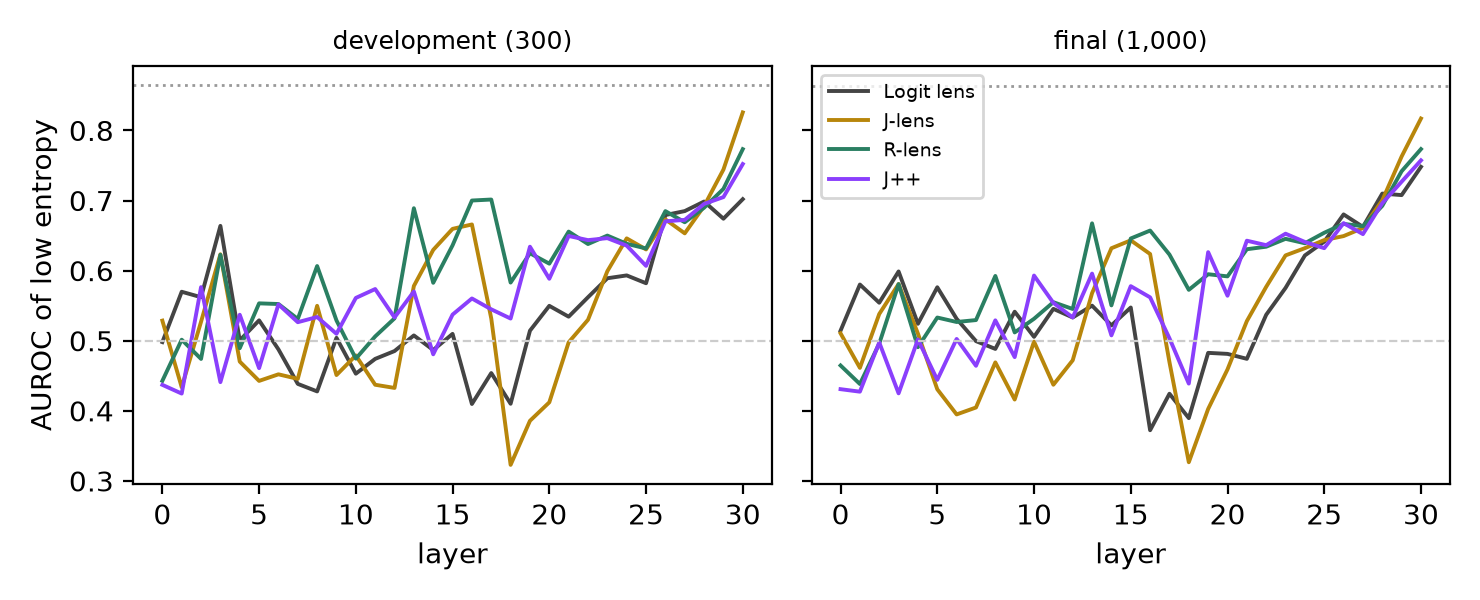 development (300)
final (1,000)
AUROC of low entropy
0.8
0.7
0.6
0.5
0.4
0.3
Logit lens
J-lens
R-lens
J++
0 5 10 15 20 25 30
0 5 10 15 20 25 30
layer
layer